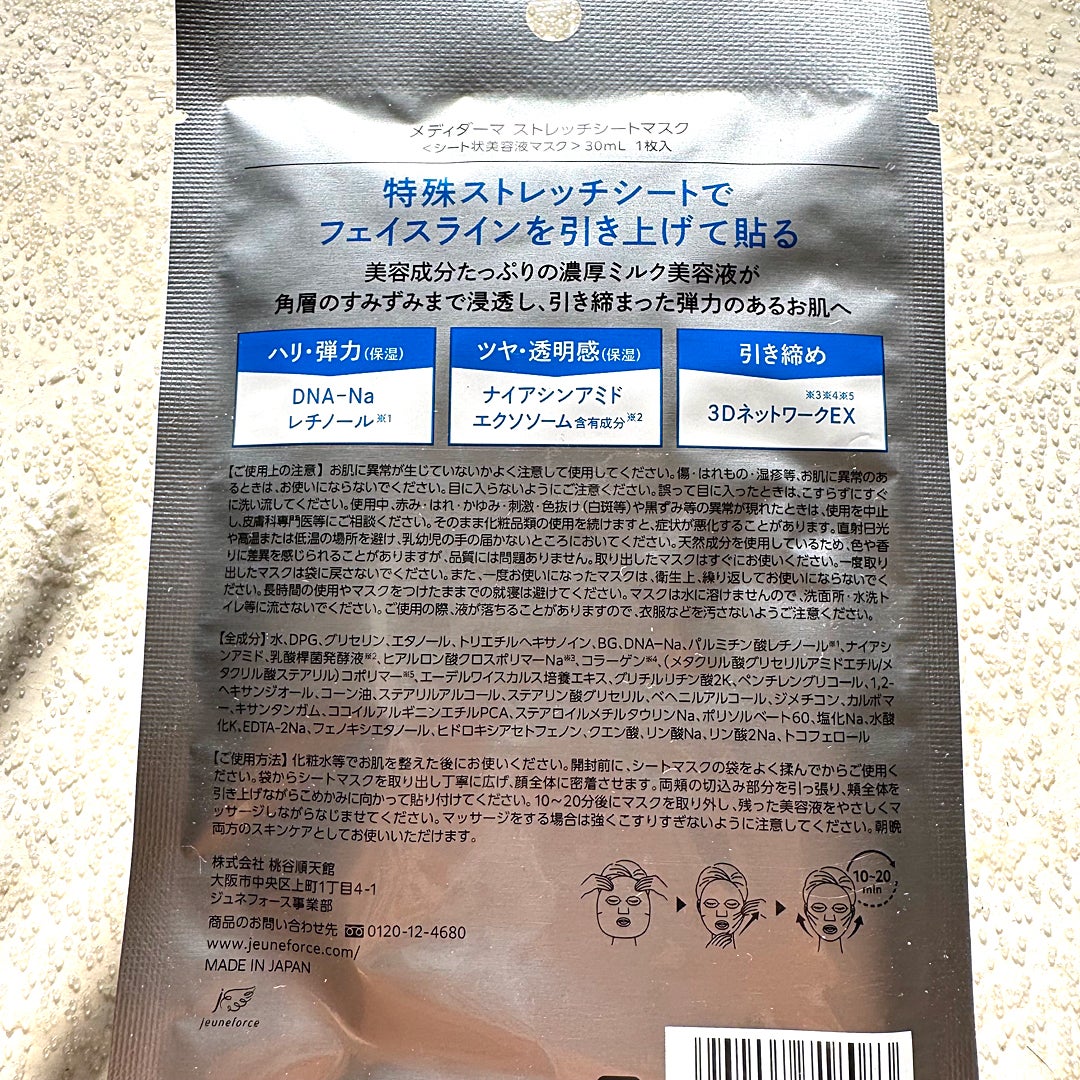 メディダーマ ストレッチシートマスク
＜シート状美容液マスク＞30mL 1枚入
特殊ストレッチシートで
フェイスラインを引き上げて貼る
美容成分たっぷりの濃厚ミルク美容液が
角層のすみずみまで浸透し、引き締まった弾力のあるお肌へ
ハリ・弾力(保湿)
DNA-Na
レチノール※1
ツヤ・透明感(保湿)
ナイアシンアミド
エクソソーム含有成分※2
引き締め
※3※4※5
3DネットワークEX
【ご使用上の注意】お肌に異常が生じていないかよく注意して使用してください。傷・はれもの・湿疹等、お肌に異常のあ
るときは、お使いにならないでください。目に入らないようにご注意ください。誤って目に入ったときは、こすらずにすぐ
に洗い流してください。使用中、赤み・はれ・かゆみ・刺激・色抜け(白斑等)や黒ずみ等の異常が現れたときは、使用を中止
し、皮膚科専門医等にご相談ください。そのまま化粧品類の使用を続けますと、症状が悪化することがあります。直射日光
や高温または低温の場所を避け、乳幼児の手の届かないところにおいてください。天然成分を使用しているため、色や香
りに差異を感じられることがありますが、品質には問題ありません。取り出したマスクはすぐにお使いください。一度取り
出したマスクは袋に戻さないでください。また、一度お使いになったマスクは、衛生上、繰り返してお使いにならないでく
ださい。長時間の使用やマスクをつけたままでの就寝は避けてください。マスクは水に溶けませんので、洗面所・水洗ト
イレ等に流さないでください。ご使用の際、液が落ちることがありますので、衣服などを汚さないようご注意ください。
【全成分】水、DPG、グリセリン、エタノール、トリエチルヘキサノイン、BG、DNA-Na、パルミチン酸レチノール※1、ナイアシ
ンアミド、乳酸桿菌発酵液※2、ヒアルロン酸クロスポリマーNa※3、コラーゲン※4、(メタクリル酸グリセリルアミドエチル/メ
タクリル酸ステアリル)コポリマー※5、エーデルワイスカルス培養エキス、グリチルリチン酸2K、ペンチレングリコール、1,2-
ヘキサンジオール、コーン油、ステアリルアルコール、ステアリン酸グリセリル、ベヘニルアルコール、ジメチコン、カルボマ
ー、キサンタンガム、ココイルアルギニンエチルPCA、ステアロイルメチルタウリンNa、ポリソルベート60、塩化Na、水酸
化K、EDTA-2Na、フェノキシエタノール、ヒドロキシアセトフェノン、クエン酸、リン酸Na、リン酸2Na、トコフェロール
【ご使用方法】化粧水等でお肌を整えた後にお使いください。開封前に、シートマスクの袋をよく揉んでからご使用く
ださい。袋からシートマスクを取り出し丁寧に広げ、顔全体に密着させます。両頬の切込み部分を引っ張り、頬全体を
引き上げながらこめかみに向かって貼り付けてください。10〜20分後にマスクを取り外し、残った美容液をやさしくマ
ッサージしながらなじませてください。マッサージをする場合は強くこすりすぎないように注意してください。朝晩
両方のスキンケアとしてお使いいただけます。
株式会社 桃谷順天館
大阪市中央区上町1丁目4-1
ジュネフォース事業部
商品のお問い合わせ先 0120-12-4680
www.jeuneforce.com/
MADE IN JAPAN
jeuneforce
10~20
min